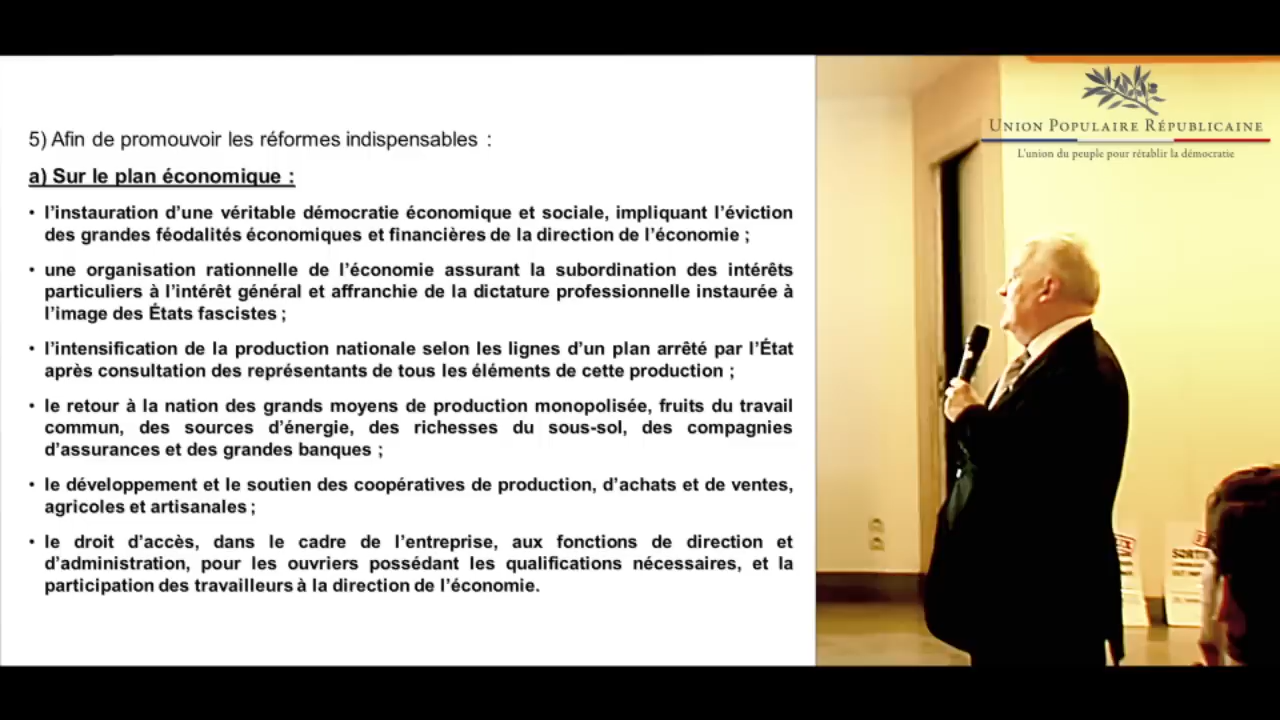 5) Afin de promouvoir les réformes indispensables :
a) Sur le plan économique :
• l’instauration d’une véritable démocratie économique et sociale, impliquant l’éviction
des grandes féodalités économiques et financières de la direction de l’économie ;
• une organisation rationnelle de l’économie assurant la subordination des intérêts
particuliers à l’intérêt général et affranchie de la dictature professionnelle instaurée à
l’image des États fascistes ;
• l’intensification de la production nationale selon les lignes d’un plan arrêté par l’État
après consultation des représentants de tous les éléments de cette production ;
• le retour à la nation des grands moyens de production monopolisée, fruits du travail
commun, des sources d’énergie, des richesses du sous-sol, des compagnies
d’assurances et des grandes banques ;
• le développement et le soutien des coopératives de production, d’achats et de ventes,
agricoles et artisanales ;
• le droit d’accès, dans le cadre de l’entreprise, aux fonctions de direction et
d’administration, pour les ouvriers possédant les qualifications nécessaires, et la
participation des travailleurs à la direction de l’économie.
UNION POPULAIRE RÉPUBLICAINE
L'union du peuple pour rétablir la démocratie